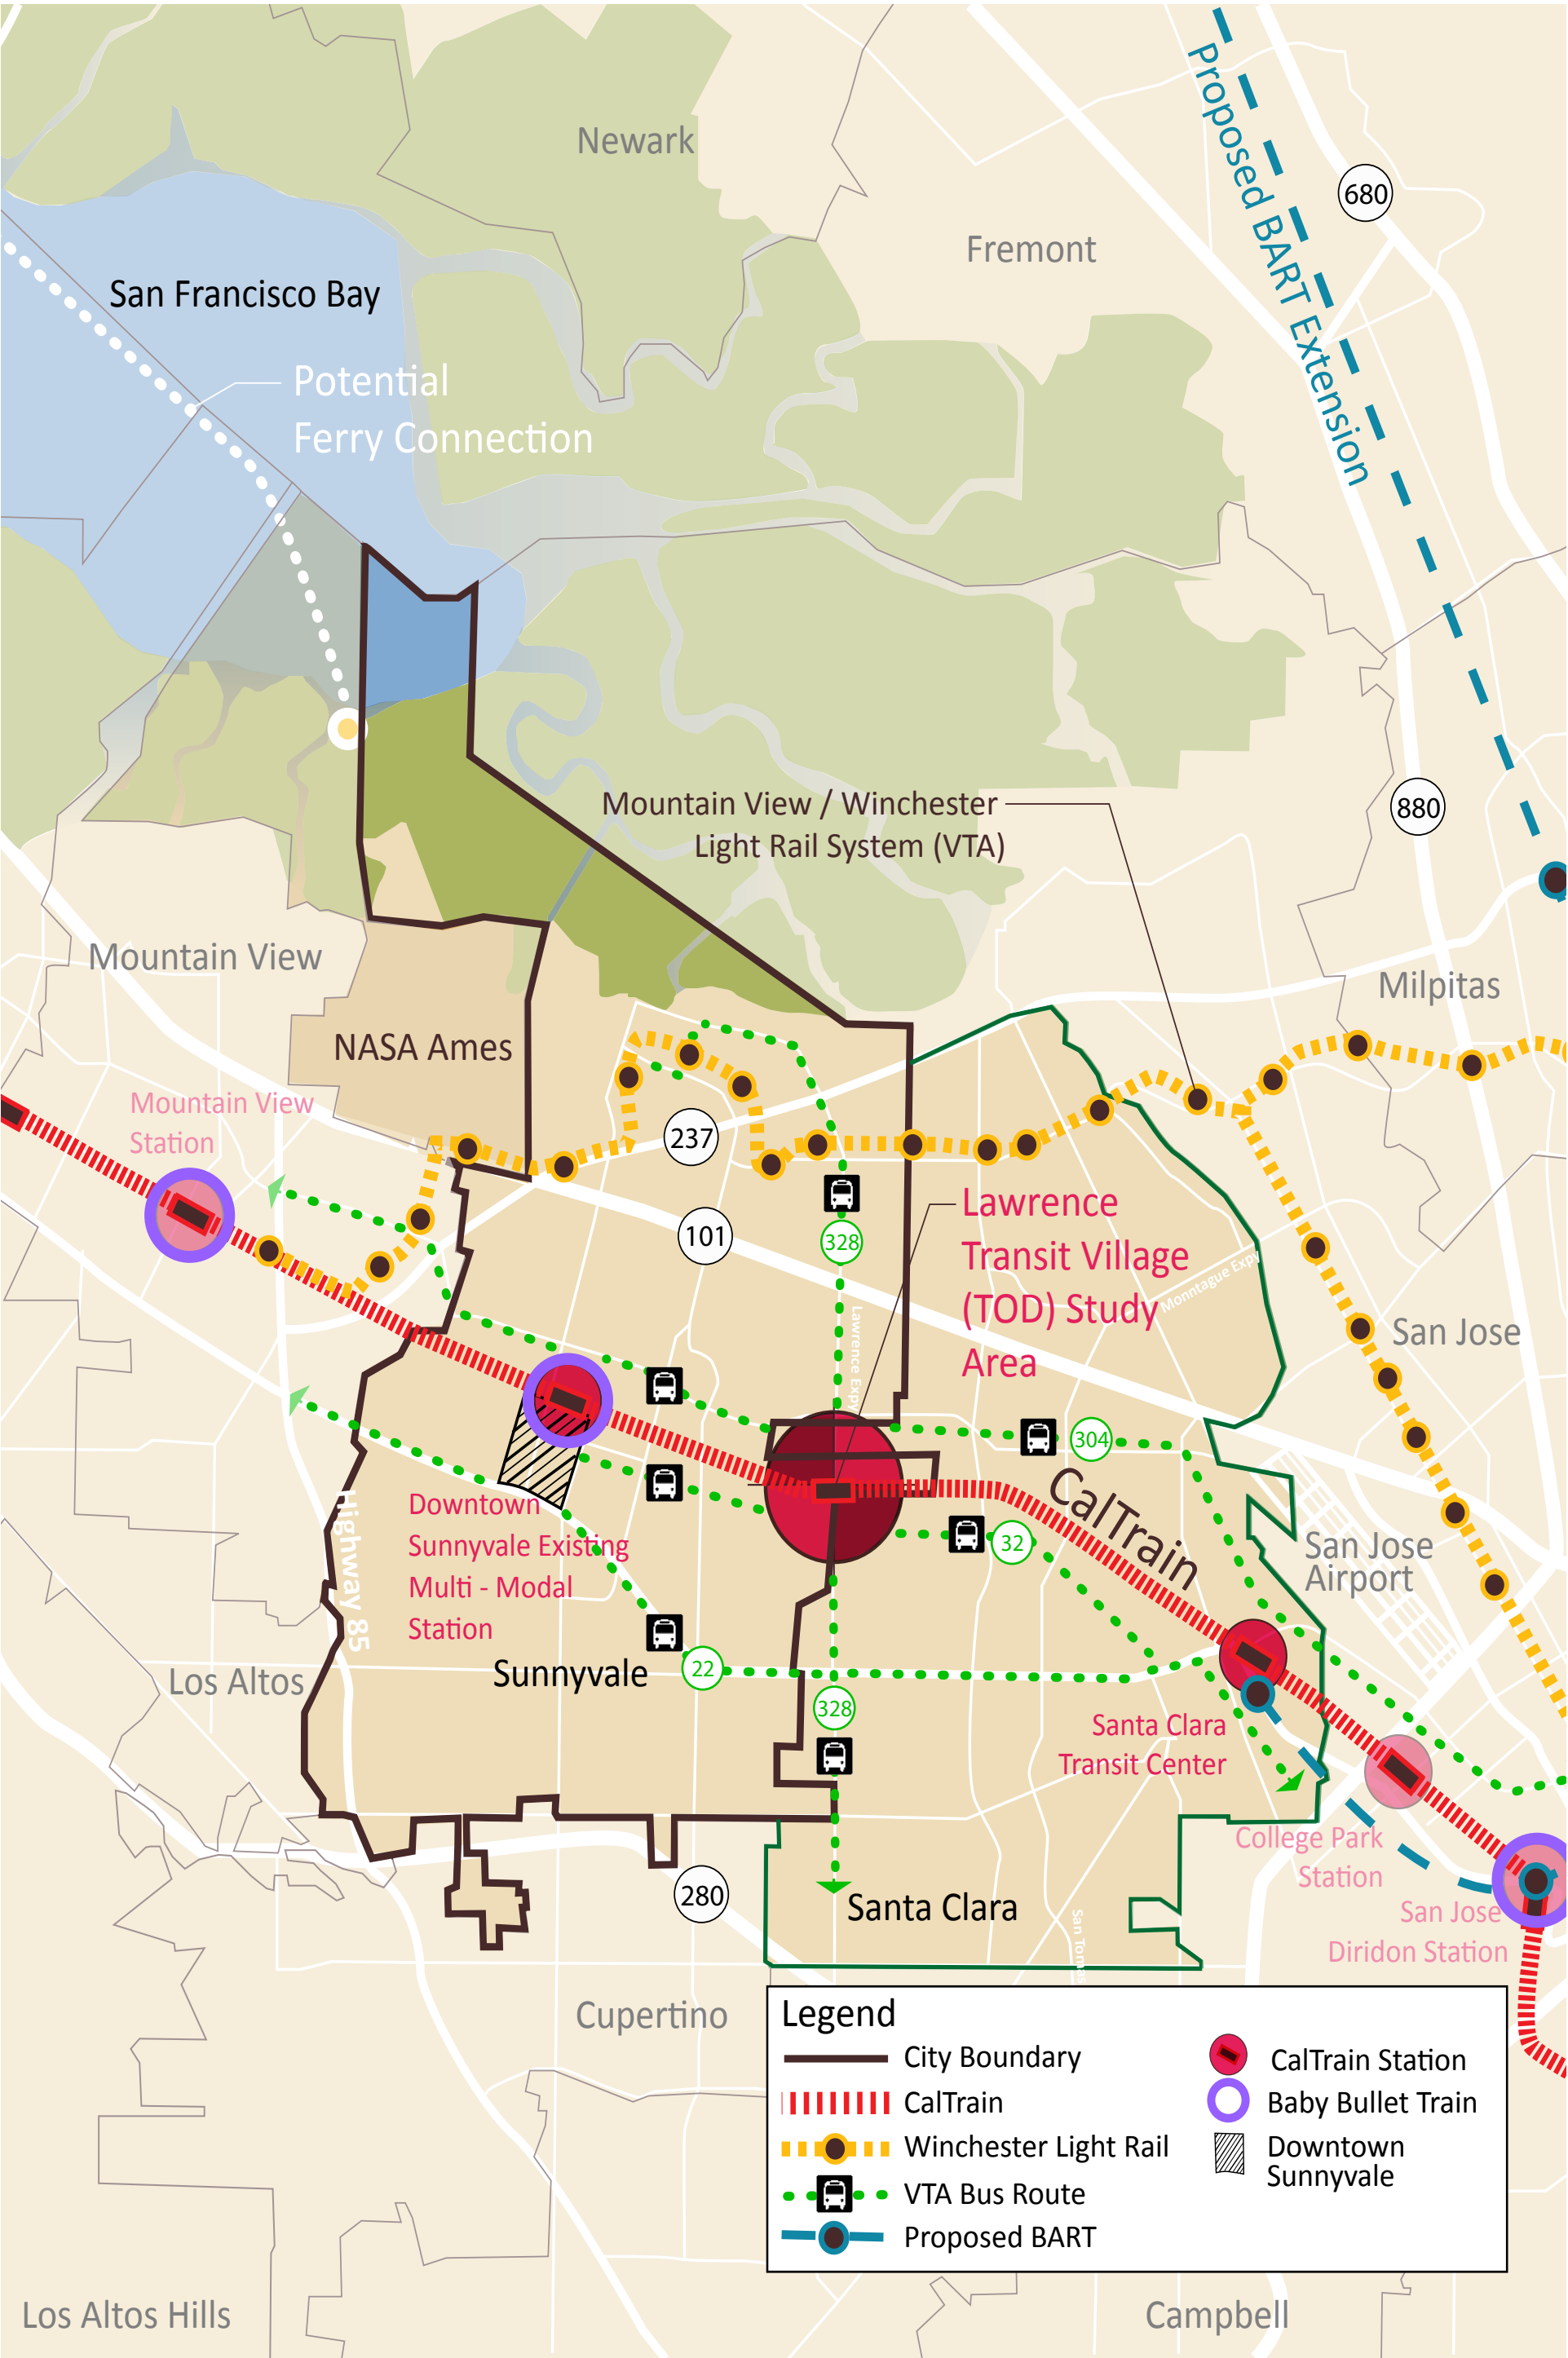 Newark
Proposed BART Extension
680
Fremont
San Francisco Bay
Potential
Ferry Connection
Mountain View / Winchester
Light Rail System (VTA)
880
Mountain View
Milpitas
NASA Ames
Mountain View
Station
237
101
328
Lawrence
Transit Village
(TOD) Study
Area
Monntague Expy
Lawrence Expy
San Jose
304
CalTrain
32
Highway 85
Downtown
Sunnyvale Existing
Multi - Modal
Station
San Jose
Airport
Los Altos
Sunnyvale
22
328
Santa Clara
Transit Center
College Park
Station
280
Santa Clara
San Jose
Diridon Station
San
Cupertino
Legend
City Boundary
CalTrain
Winchester Light Rail
VTA Bus Route
Proposed BART
CalTrain Station
Baby Bullet Train
Downtown
Sunnyvale
Los Altos Hills
Campbell